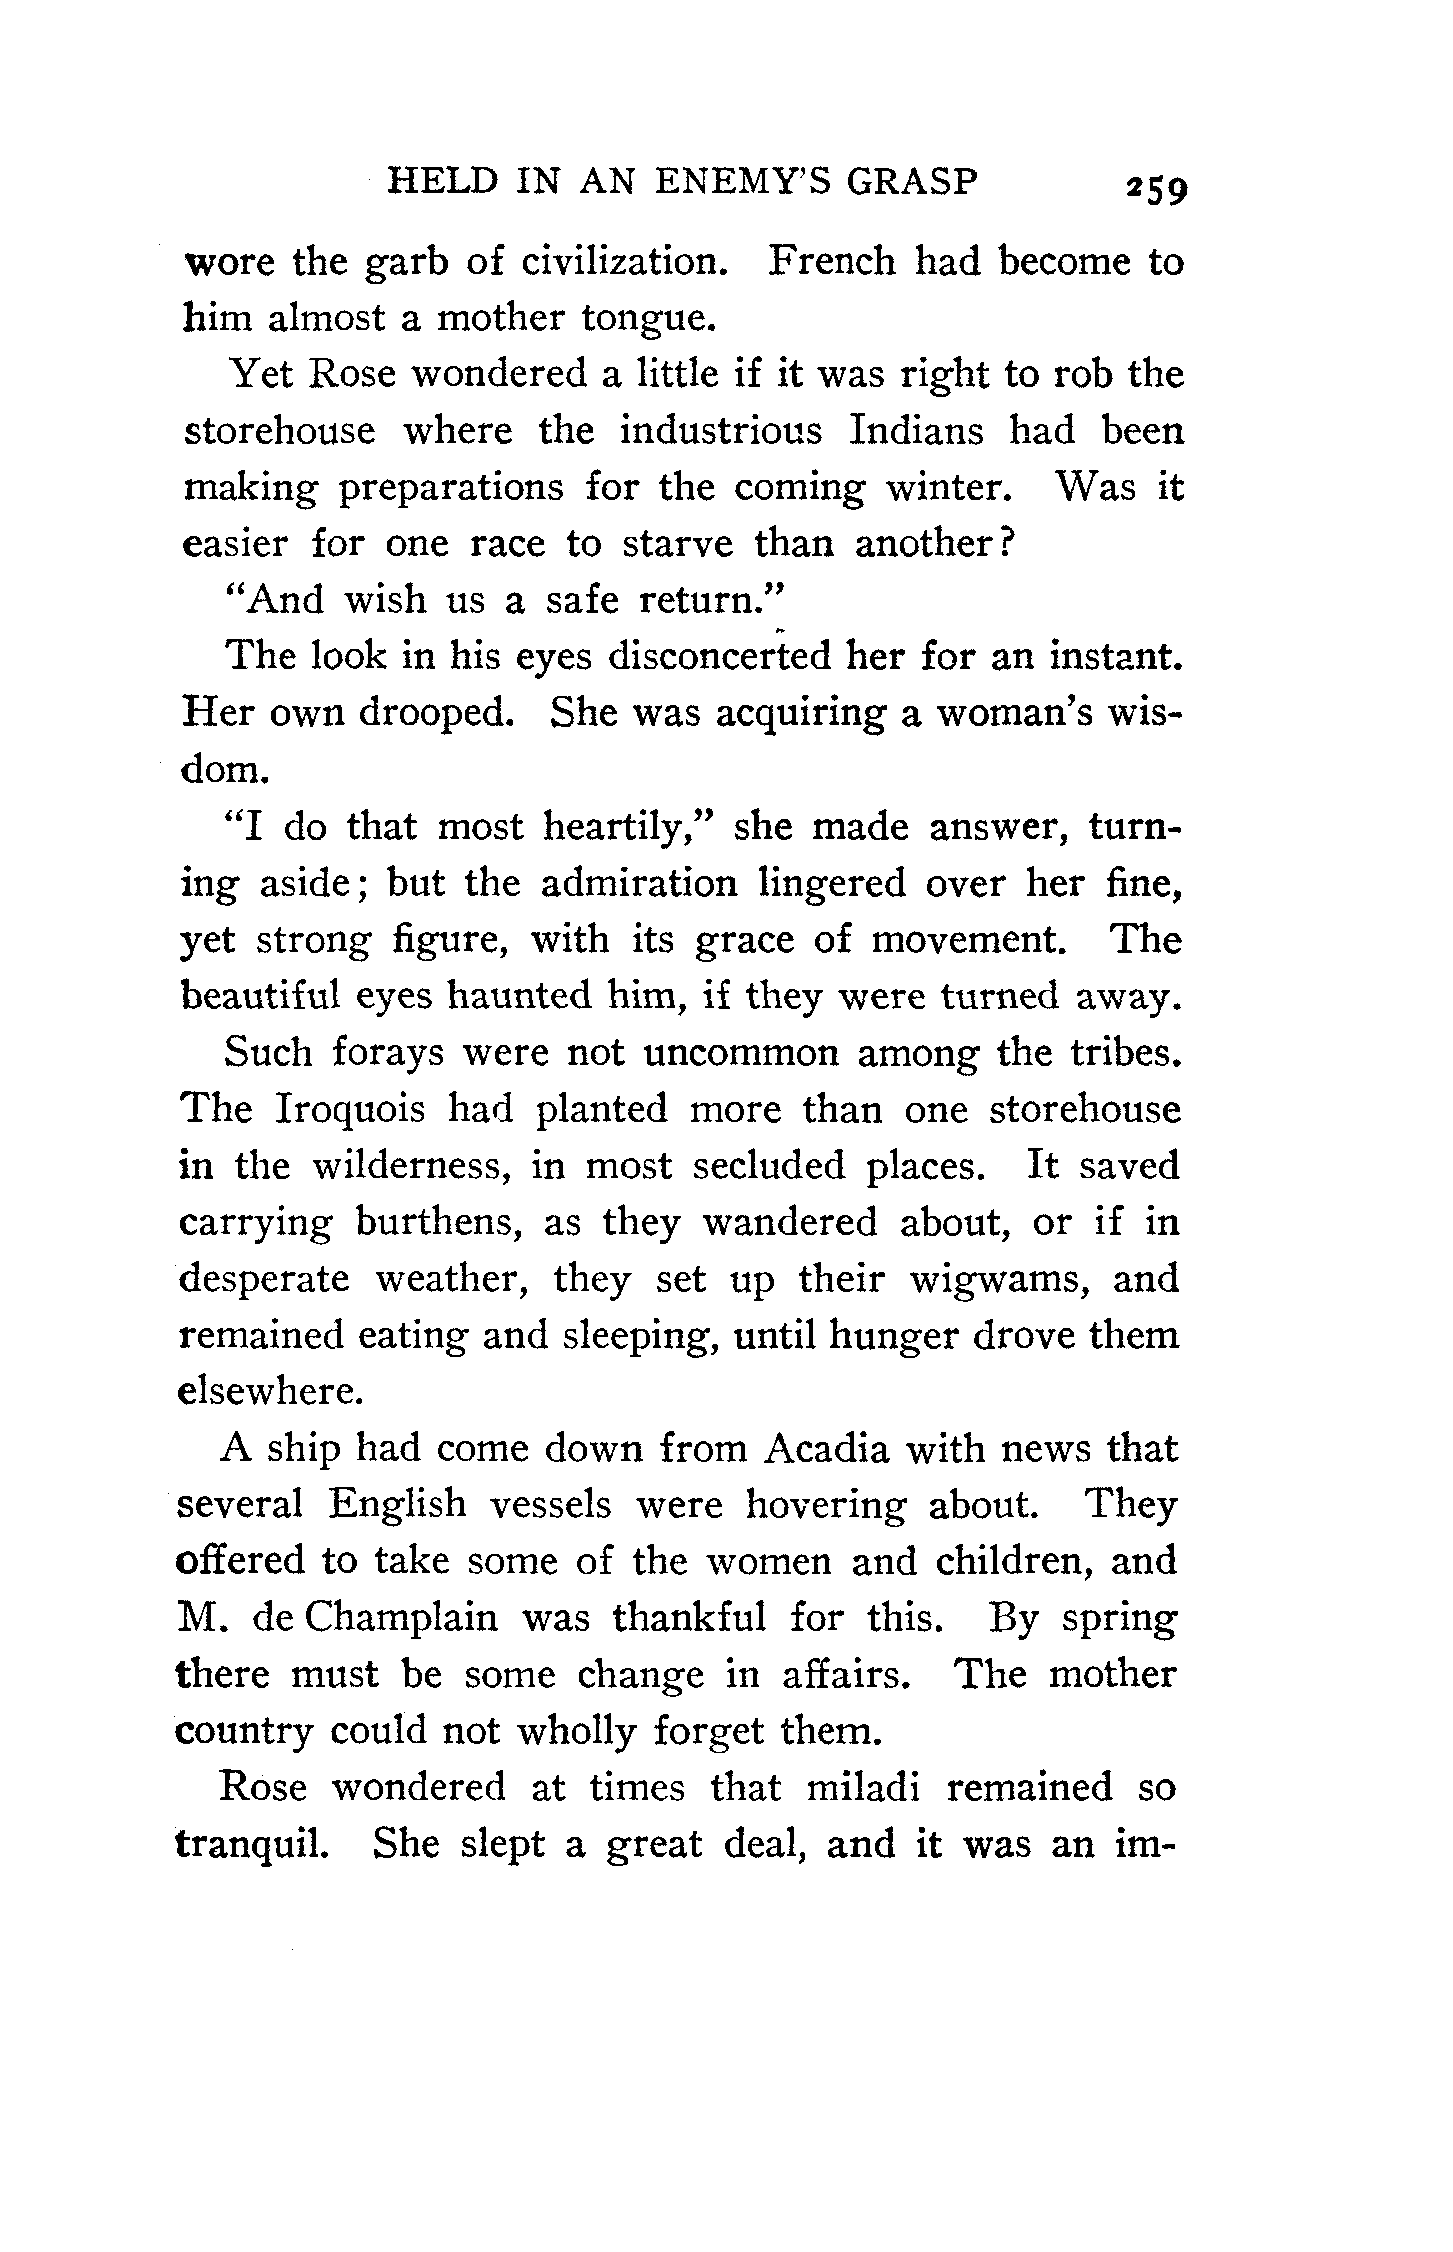 HELD IN AN ENEMY'S GRASP 259
wore the garb of civilization. French had become to
him almost a mother tongue.
Yet Rose wondered a little if it was right to rob the
storehouse where the industrious Indians had been
making preparations for the coming winter. Was it
easier for one race to starve than another?
“And wish us a safe return.”
The look in his eyes disconcerted her for an instant.
Her own drooped. She was acquiring a woman's wis-
dom.
“I do that most heartily,” she made answer, turn-
ing aside; but the admiration lingered over her fine,
yet strong figure, with its grace of movement. The
beautiful eyes haunted him, if they were turned away.
Such forays were not uncommon among the tribes.
The Iroquois had planted more than one storehouse
in the wilderness, in most secluded places. It saved
carrying burthens, as they wandered about, or if in
desperate weather, they set up their wigwams, and
remained eating and sleeping, until hunger drove them
elsewhere.
A ship had come down from Acadia with news that
several English vessels were hovering about. They
offered to take some of the women and children, and
M. de Champlain was thankful for this. By spring
there must be some change in affairs. The mother
country could not wholly forget them.
Rose wondered at times that miladi remained so
tranquil. She slept a great deal, and it was an im-